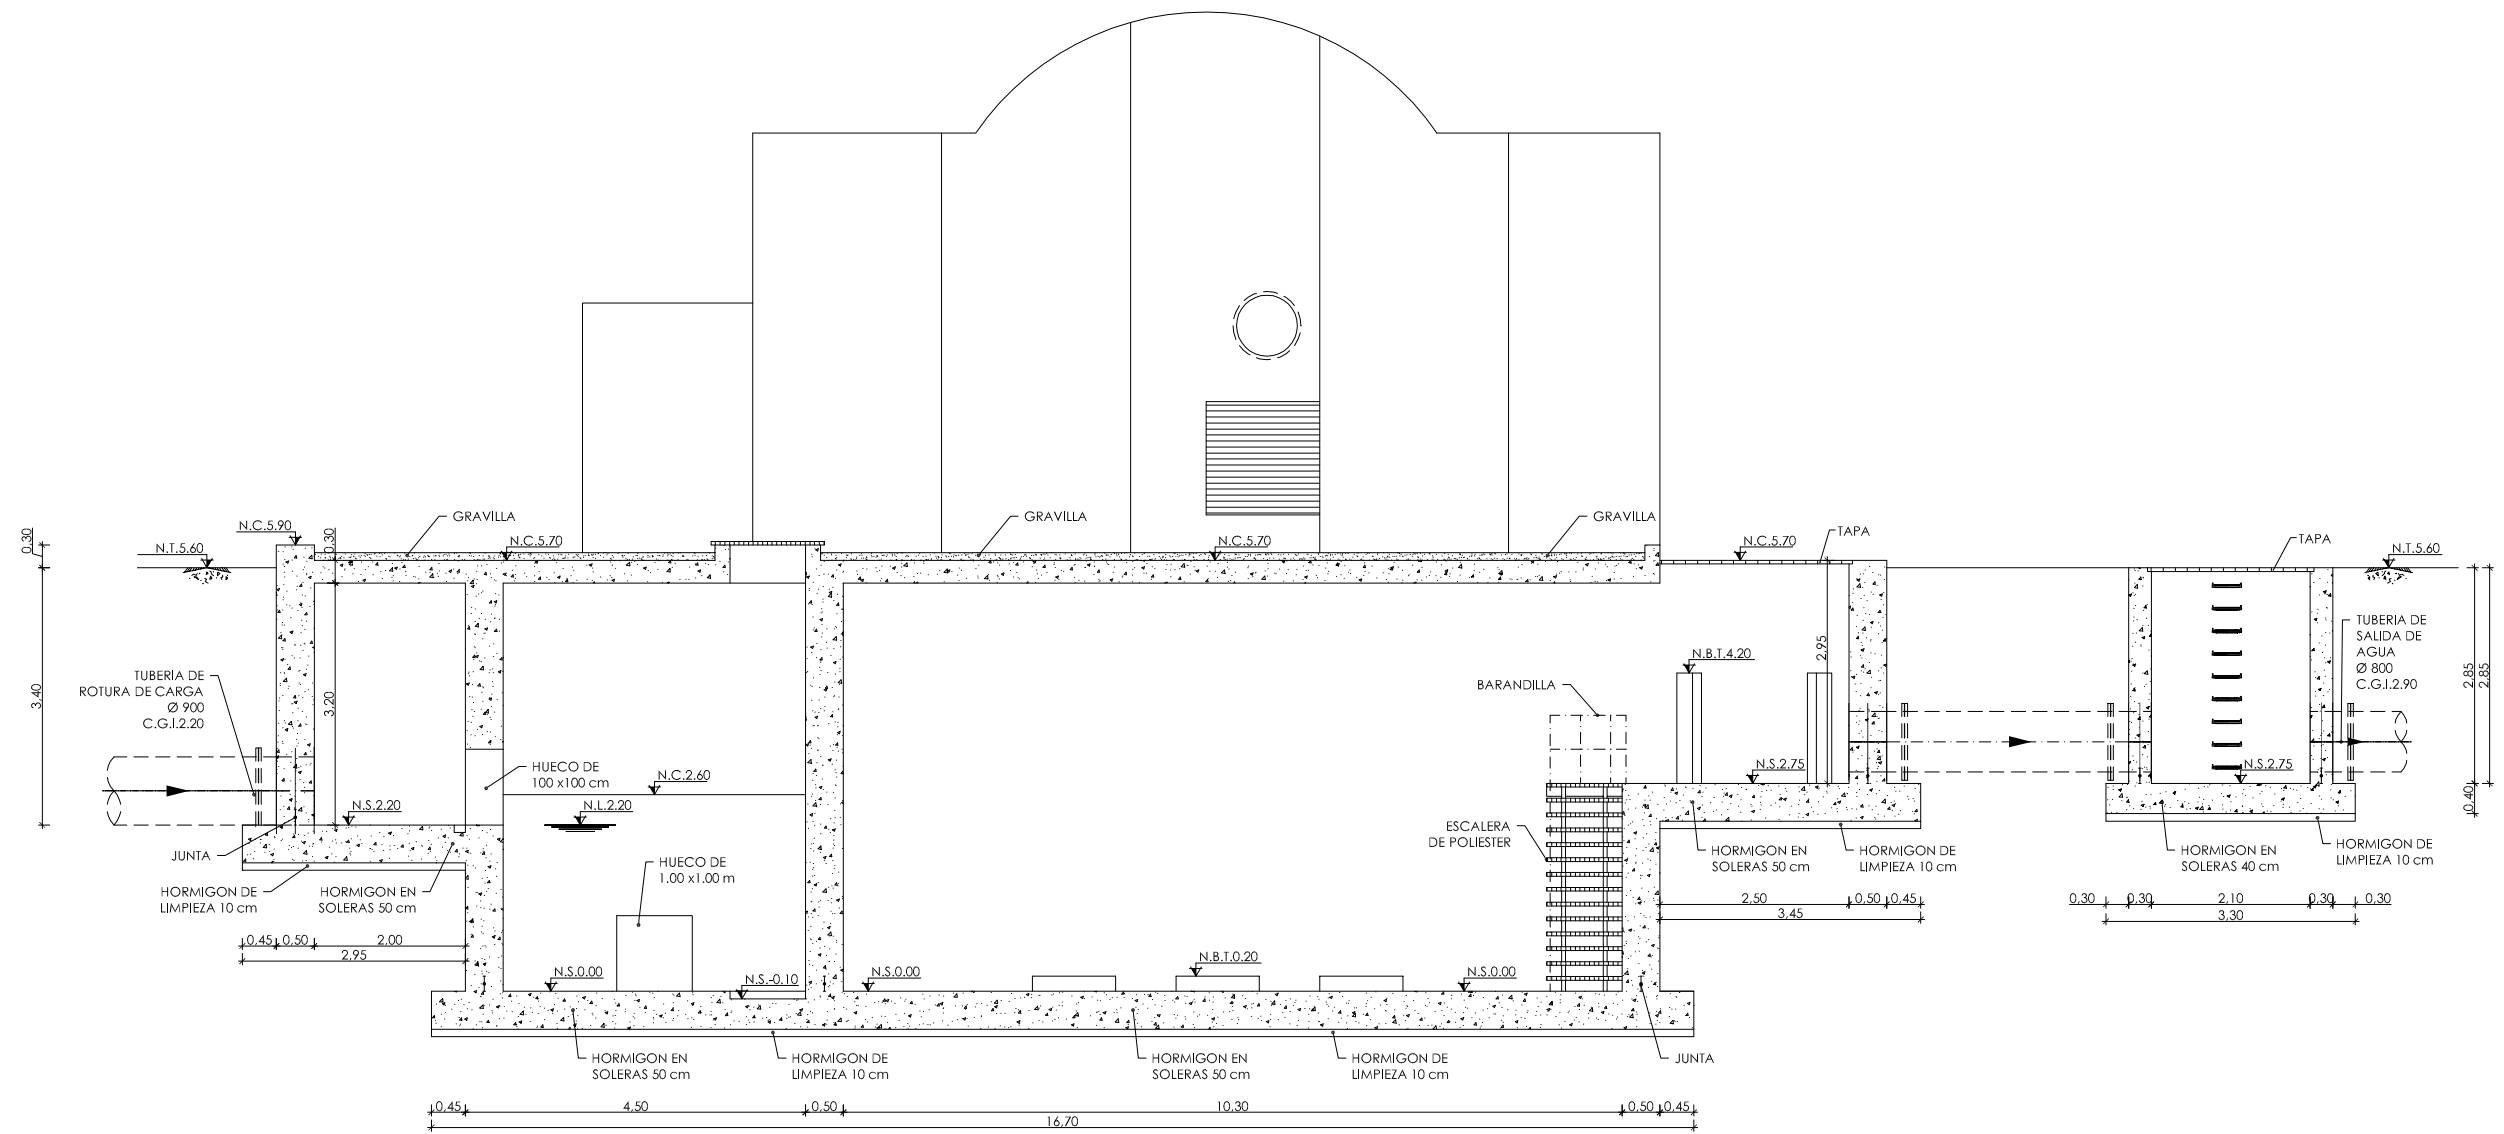 GRAVILLA
GRAVILLA
GRAVILLA
N.C.5.90
N.T.5.60
0,30
0,30
N.C.5.70
N.C.5.70
N.C.5.70
TAPA
TAPA
N.T.5.60
3,40
3,20
2,95
2,85
2,85
0,40
TUBERIA DE
ROTURA DE CARGA
Ø 900
C.G.I.2.20
N.S.2.20
JUNTA
HORMIGON DE
LIMPIEZA 10 cm
HORMIGON EN
SOLERAS 50 cm
0,45
0,50
2,00
2,95
HUECO DE
100 x100 cm
N.C.2.60
N.L.2.20
HUECO DE
1.00 x1.00 m
N.S.0.00
N.S.-0.10
N.S.0.00
N.B.T.0.20
N.S.0.00
BARANDILLA
ESCALERA
DE POLIESTER
N.B.T.4.20
N.S.2.75
HORMIGON EN
SOLERAS 50 cm
HORMIGON DE
LIMPIEZA 10 cm
2,50
0,50
0,45
3,45
TUBERIA DE
SALIDA DE
AGUA
Ø 800
C.G.I.2.90
N.S.2.75
HORMIGON EN
SOLERAS 40 cm
HORMIGON DE
LIMPIEZA 10 cm
0,30
0,30
2,10
0,30
0,30
3,30
HORMIGON EN
SOLERAS 50 cm
HORMIGON DE
LIMPIEZA 10 cm
HORMIGON EN
SOLERAS 50 cm
HORMIGON DE
LIMPIEZA 10 cm
JUNTA
0,45
4,50
0,50
10,30
0,50
0,45
16,70